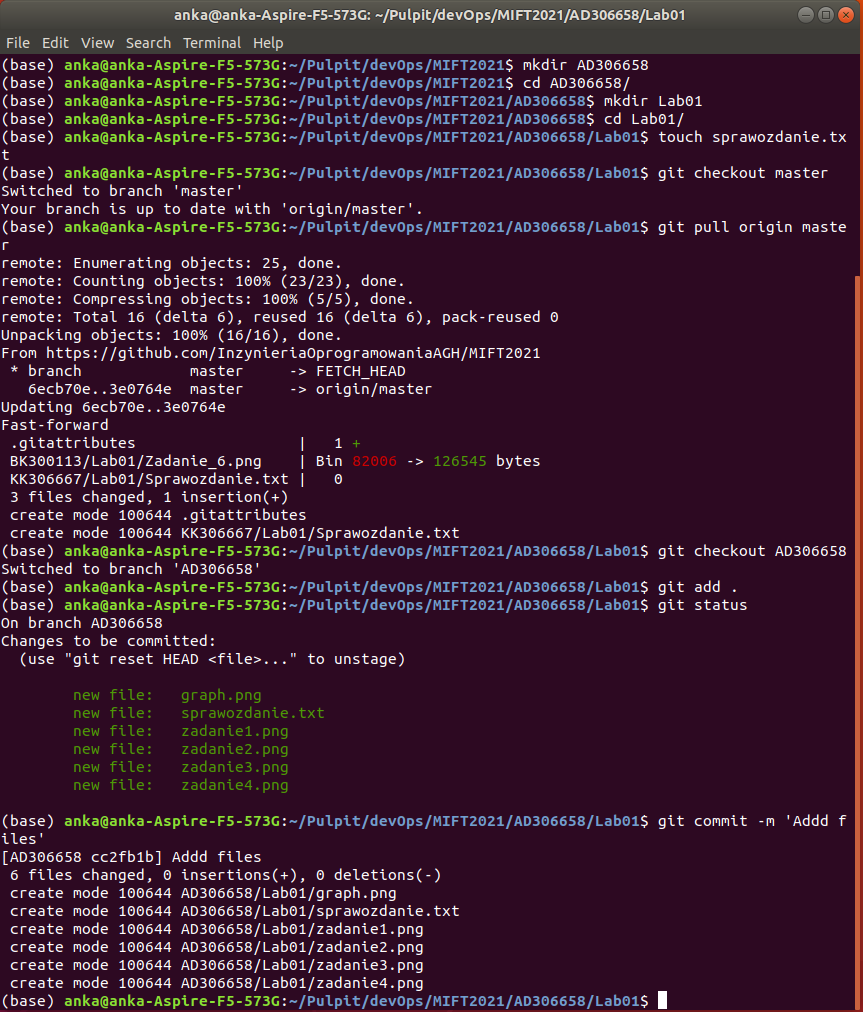 anka@anka-Aspire-F5-573G: ~/Pulpit/devOps/MIFT2021/AD306658/Lab01
File Edit View Search Terminal Help
(base) anka@anka-Aspire-F5-573G:~/Pulpit/devOps/MIFT2021$ mkdir AD306658
(base) anka@anka-Aspire-F5-573G:~/Pulpit/devOps/MIFT2021$ cd AD306658/
(base) anka@anka-Aspire-F5-573G:~/Pulpit/devOps/MIFT2021/AD306658$ mkdir Lab01
(base) anka@anka-Aspire-F5-573G:~/Pulpit/devOps/MIFT2021/AD306658$ cd Lab01/
(base) anka@anka-Aspire-F5-573G:~/Pulpit/devOps/MIFT2021/AD306658/Lab01$ touch sprawozdanie.tx
t
(base) anka@anka-Aspire-F5-573G:~/Pulpit/devOps/MIFT2021/AD306658/Lab01$ git checkout master
Switched to branch 'master'
Your branch is up to date with 'origin/master'.
(base) anka@anka-Aspire-F5-573G:~/Pulpit/devOps/MIFT2021/AD306658/Lab01$ git pull origin maste
r
remote: Enumerating objects: 25, done.
remote: Counting objects: 100% (23/23), done.
remote: Compressing objects: 100% (5/5), done.
remote: Total 16 (delta 6), reused 16 (delta 6), pack-reused 0
Unpacking objects: 100% (16/16), done.
From https://github.com/InzynieriaOprogramowaniaAGH/MIFT2021
 * branch            master     -> FETCH_HEAD
   6ecb70e..3e0764e  master     -> origin/master
Updating 6ecb70e..3e0764e
Fast-forward
 .gitattributes                  |   1 +
 BK300113/Lab01/Zadanie_6.png    | Bin 82006 -> 126545 bytes
 KK306667/Lab01/Sprawozdanie.txt |   0
 3 files changed, 1 insertion(+)
 create mode 100644 .gitattributes
 create mode 100644 KK306667/Lab01/Sprawozdanie.txt
(base) anka@anka-Aspire-F5-573G:~/Pulpit/devOps/MIFT2021/AD306658/Lab01$ git checkout AD306658
Switched to branch 'AD306658'
(base) anka@anka-Aspire-F5-573G:~/Pulpit/devOps/MIFT2021/AD306658/Lab01$ git add .
(base) anka@anka-Aspire-F5-573G:~/Pulpit/devOps/MIFT2021/AD306658/Lab01$ git status
On branch AD306658
Changes to be committed:
  (use "git reset HEAD <file>..." to unstage)
        new file:   graph.png
        new file:   sprawozdanie.txt
        new file:   zadanie1.png
        new file:   zadanie2.png
        new file:   zadanie3.png
        new file:   zadanie4.png
(base) anka@anka-Aspire-F5-573G:~/Pulpit/devOps/MIFT2021/AD306658/Lab01$ git commit -m 'Addd f
iles'
[AD306658 cc2fb1b] Addd files
 6 files changed, 0 insertions(+), 0 deletions(-)
 create mode 100644 AD306658/Lab01/graph.png
 create mode 100644 AD306658/Lab01/sprawozdanie.txt
 create mode 100644 AD306658/Lab01/zadanie1.png
 create mode 100644 AD306658/Lab01/zadanie2.png
 create mode 100644 AD306658/Lab01/zadanie3.png
 create mode 100644 AD306658/Lab01/zadanie4.png
(base) anka@anka-Aspire-F5-573G:~/Pulpit/devOps/MIFT2021/AD306658/Lab01$